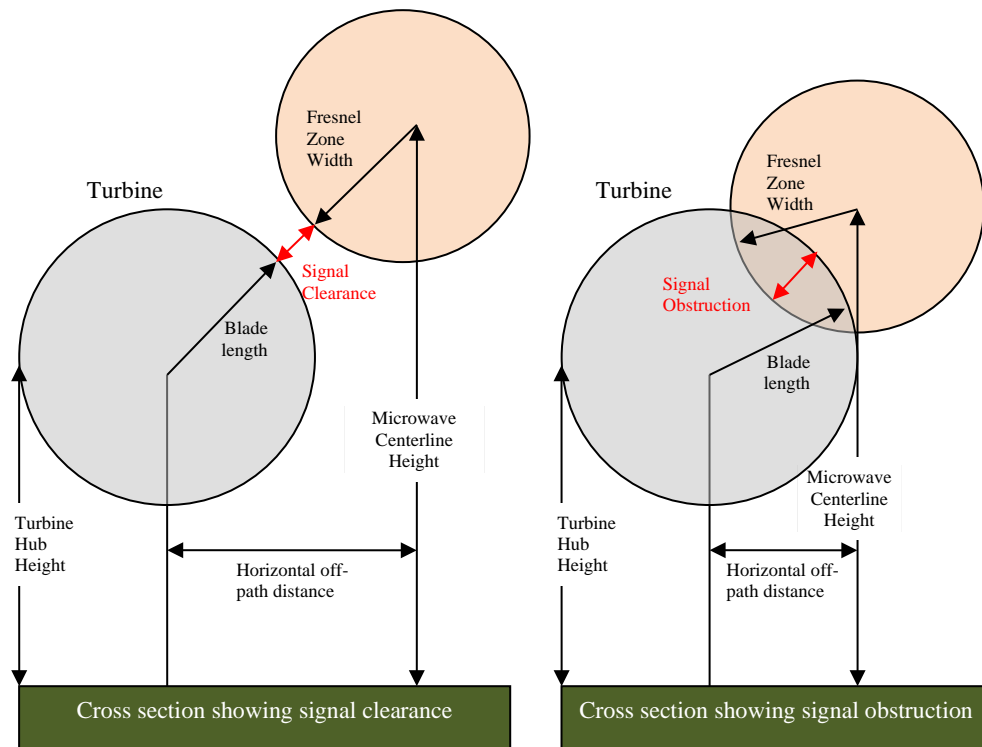 Fresnel
Zone
Width
Turbine
Signal
Clearance
Blade
length
Microwave
Centerline
Height
Turbine
Hub
Height
Horizontal off-
path distance
Cross section showing signal clearance
Fresnel
Zone
Width
Turbine
Signal
Obstruction
Blade
length
Microwave
Centerline
Height
Turbine
Hub
Height
Horizontal off-
path distance
Cross section showing signal obstruction